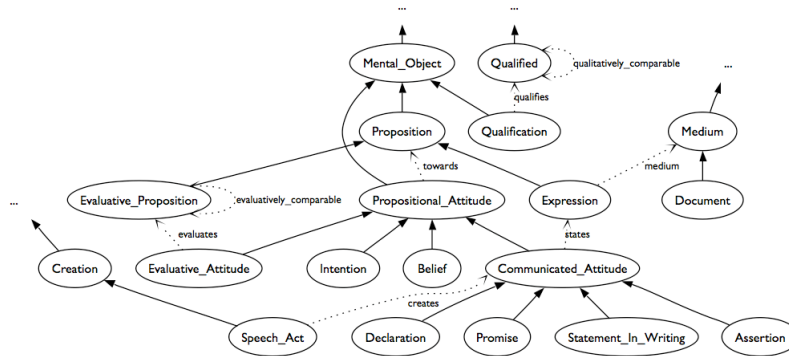 ... ...
Mental_Object Qualified qualitatively_comparable ...
qualifies
Proposition Qualification Medium
towards medium
... Evaluative_Proposition evaluatively_comparable Propositional_Attitude Expression Document
evaluates states
Creation Evaluative_Attitude Intention Belief Communicated_Attitude
creates
Speech_Act Declaration Promise Statement_In_Writing Assertion